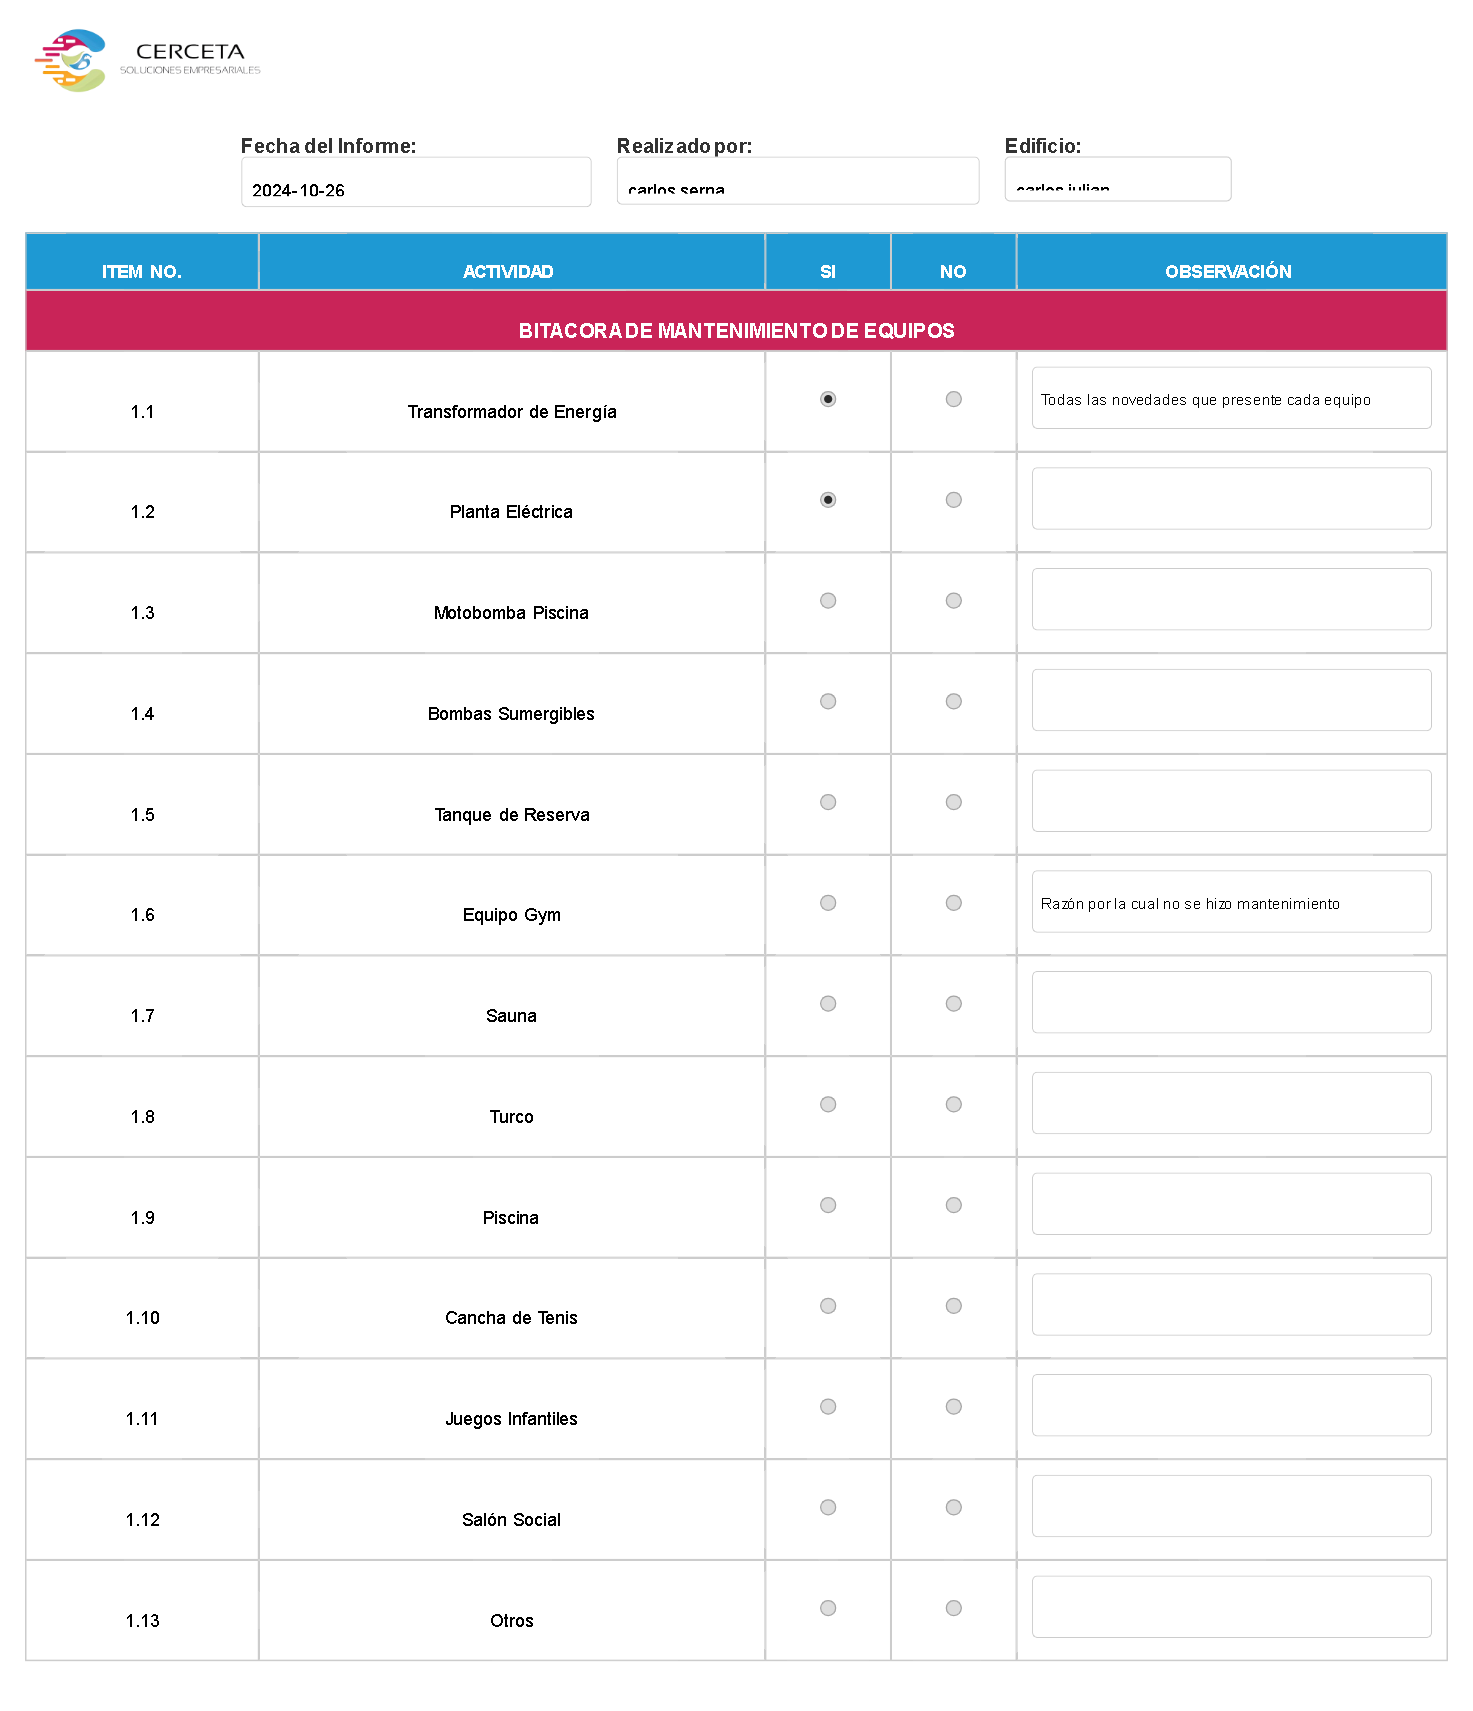 CERCETA
SOLUCIONES EMPRESARIALES
Fecha del Informe: Realizado por: Edificio:
2024-10-26 carlos serna carlos julian
ITEM NO. ACTIVIDAD SI NO OBSERVACIÓN
BITACORA DE MANTENIMIENTO DE EQUIPOS
1.1 Transformador de Energía Todas las novedades que presente cada equipo
1.2 Planta Eléctrica
1.3 Motobomba Piscina
1.4 Bombas Sumergibles
1.5 Tanque de Reserva
1.6 Equipo Gym Razón por la cual no se hizo mantenimiento
1.7 Sauna
1.8 Turco
1.9 Piscina
1.10 Cancha de Tenis
1.11 Juegos Infantiles
1.12 Salón Social
1.13 Otros